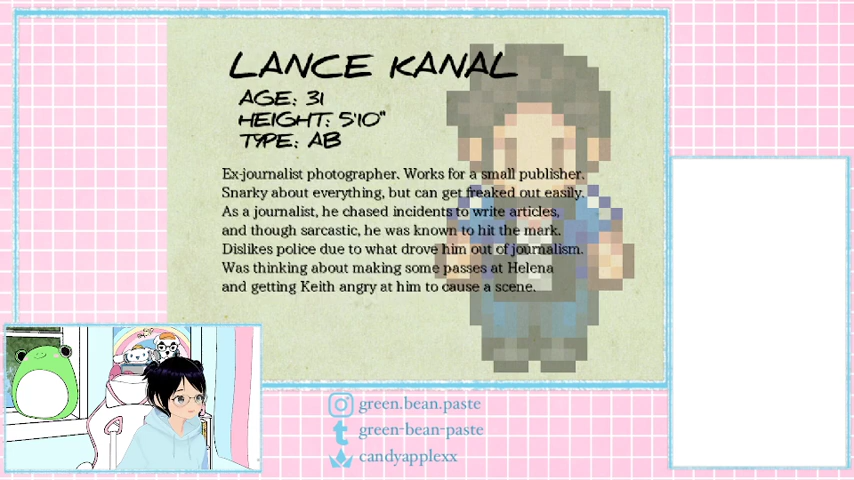 LANCE KANAL
AGE: 31
HEIGHT: 5'10"
TYPE: AB
Ex-journalist photographer. Works for a small publisher.
Snarky about everything, but can get freaked out easily.
As a journalist, he chased incidents to write articles,
and though sarcastic, he was known to hit the mark.
Dislikes police due to what drove him out of journalism.
Was thinking about making some passes at Helena
and getting Keith angry at him to cause a scene.
green.bean.paste
green-bean-paste
candyapplexx